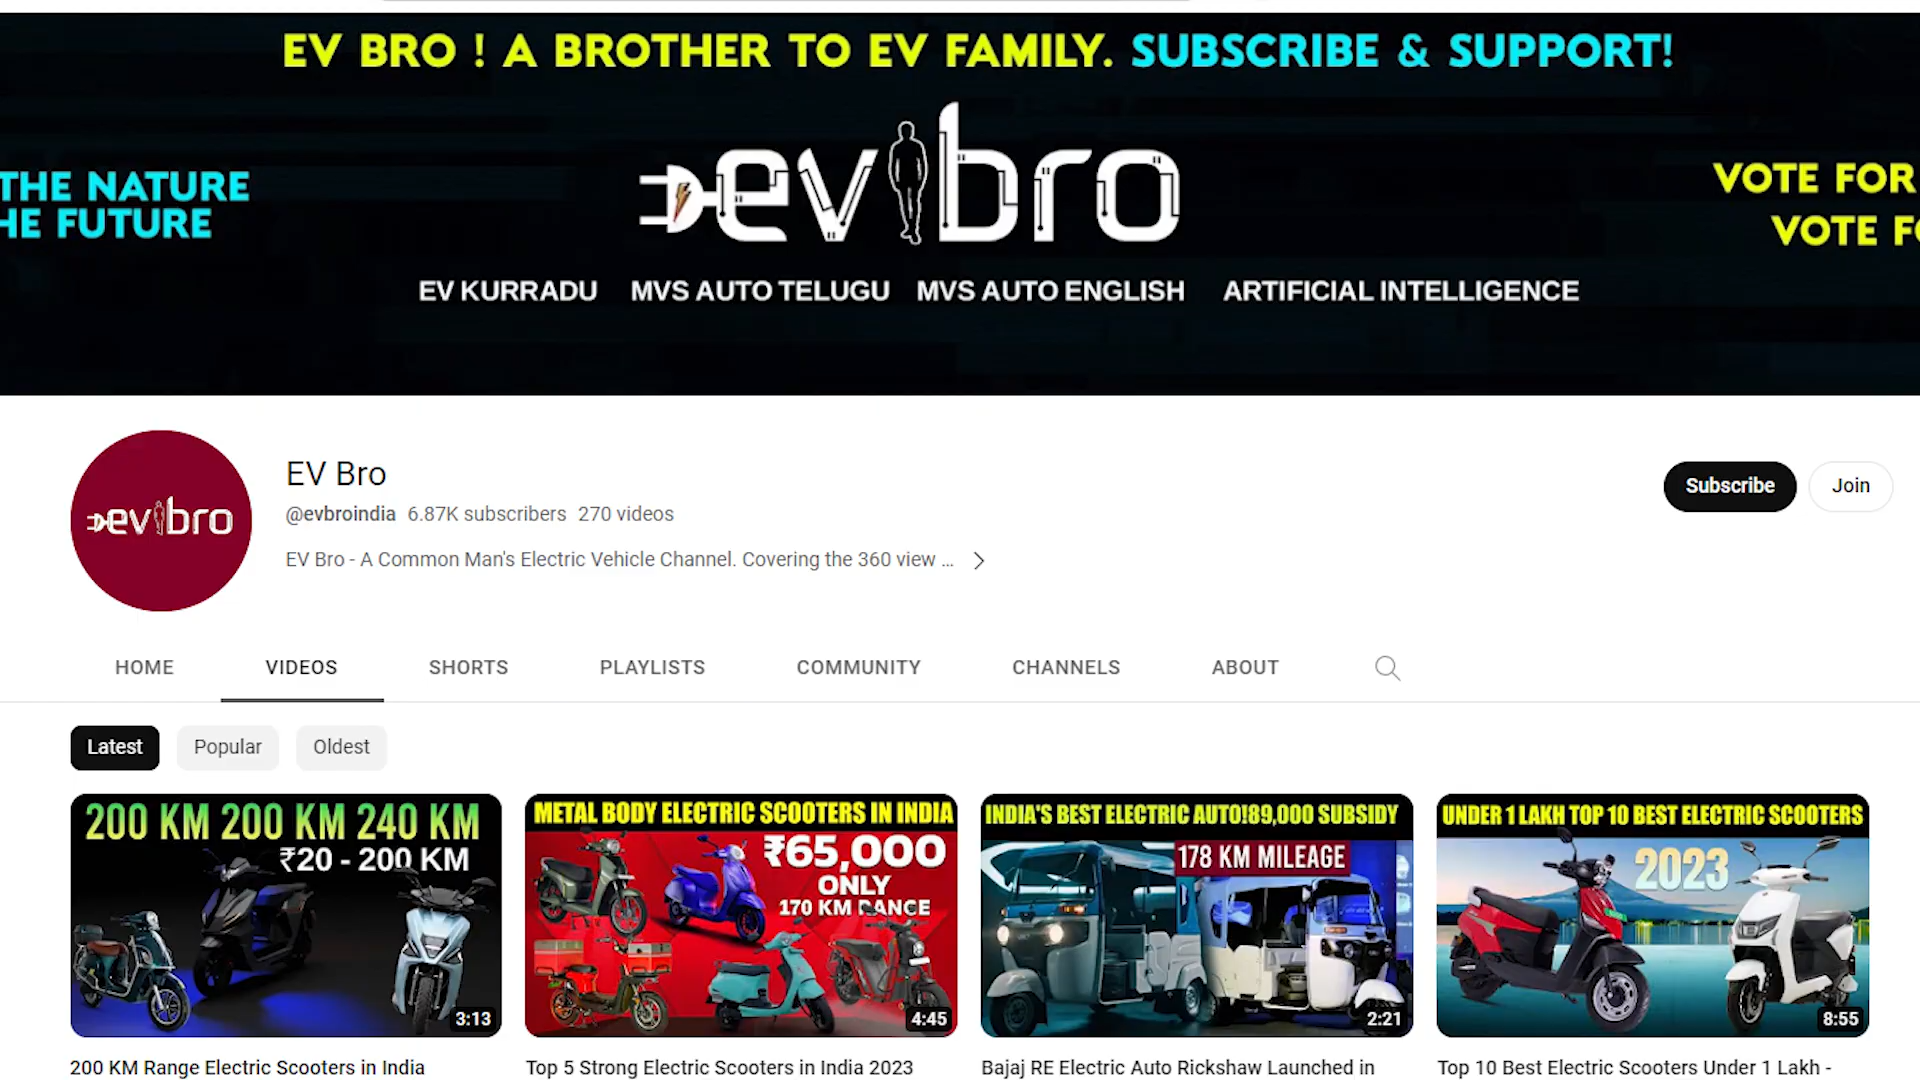 EV BRO ! A BROTHER TO EV FAMILY. SUBSCRIBE & SUPPORT!
THE NATURE
HE FUTURE
evbro
VOTE FOR
VOTE
EV KURRADU MVS AUTO TELUGU MVS AUTO ENGLISH ARTIFICIAL INTELLIGENCE
evbro
EV Bro
@evbroindia 6.87K subscribers 270 videos
EV Bro - A Common Man's Electric Vehicle Channel. Covering the 360 view ...
Subscribe
Join
HOME VIDEOS SHORTS PLAYLISTS COMMUNITY CHANNELS ABOUT
Latest Popular Oldest
200 KM 200 KM 240 KM
₹20 - 200 KM
3:13
METAL BODY ELECTRIC SCOOTERS IN INDIA
₹65,000
ONLY
170 KM RANGE
4:45
INDIA'S BEST ELECTRIC AUTO!89,000 SUBSIDY
178 KM MILEAGE
2:21
UNDER 1 LAKH TOP 10 BEST ELECTRIC SCOOTERS
2023
8:55
200 KM Range Electric Scooters in India
Top 5 Strong Electric Scooters in India 2023
Bajaj RE Electric Auto Rickshaw Launched in
Top 10 Best Electric Scooters Under 1 Lakh -